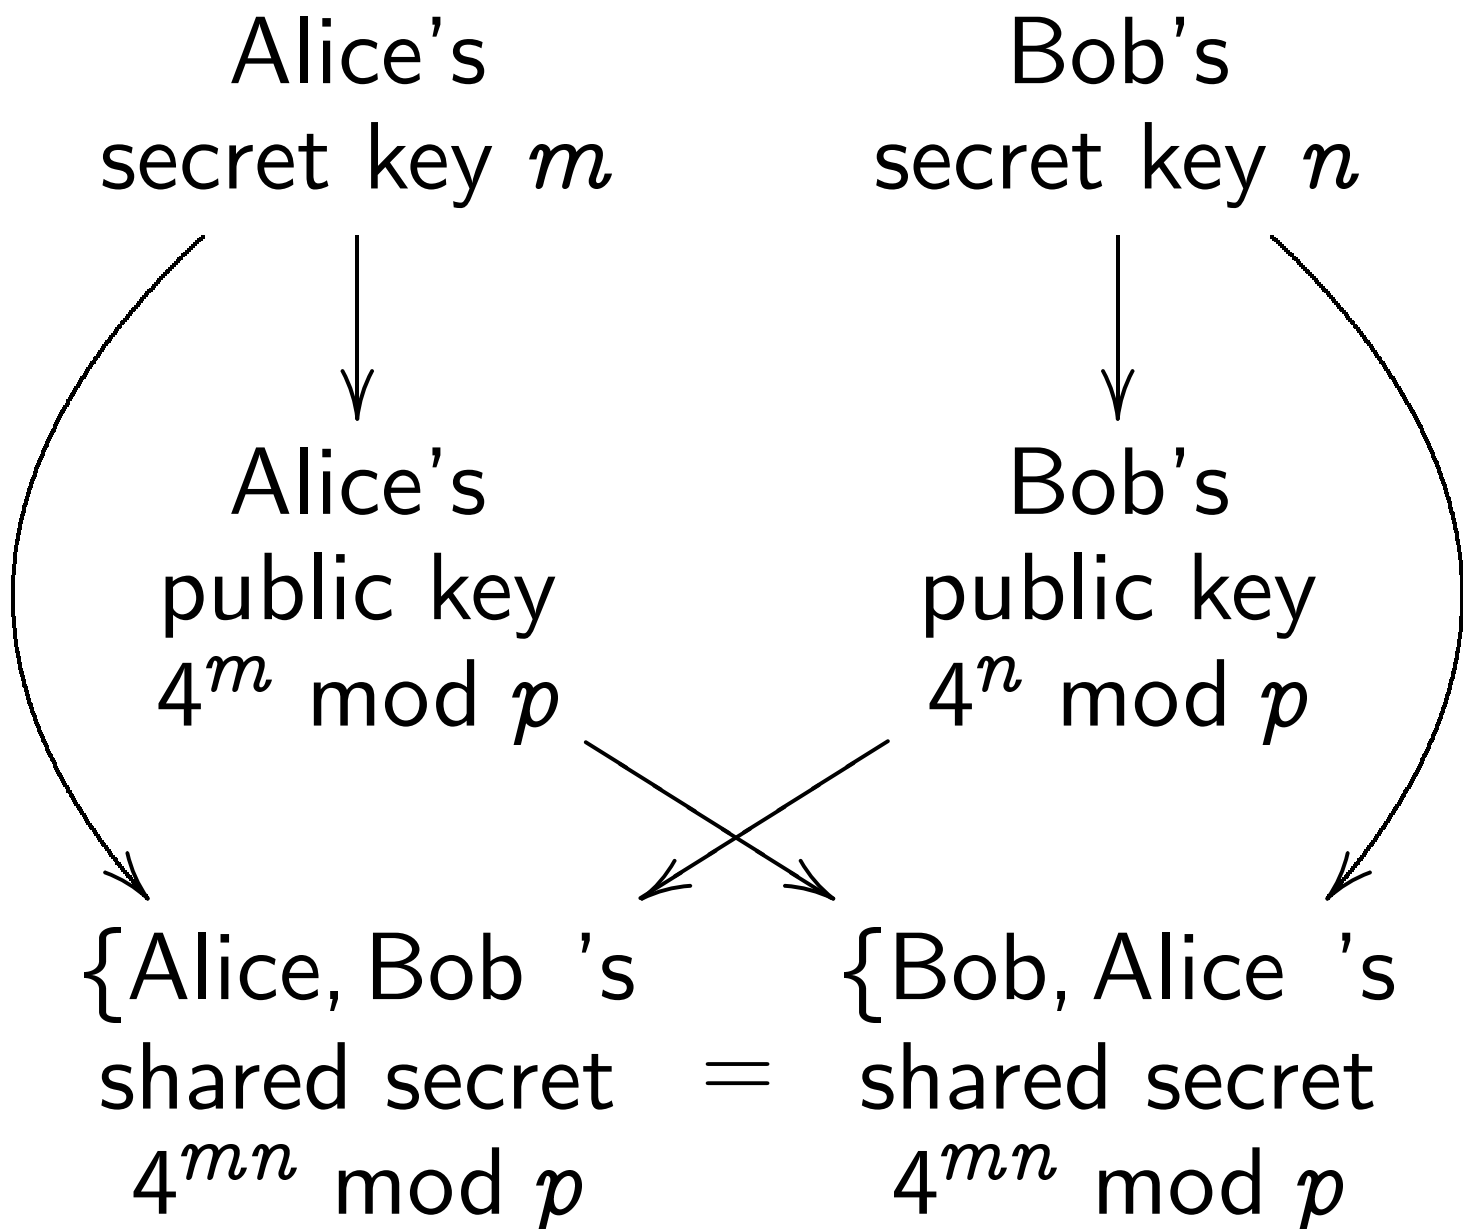 Alice's
secret key m
Bob's
secret key n
Alice's
public key
4^m mod p
Bob's
public key
4^n mod p
{Alice, Bob 's
shared secret
4^{mn} mod p
=
{Bob, Alice 's
shared secret
4^{mn} mod p